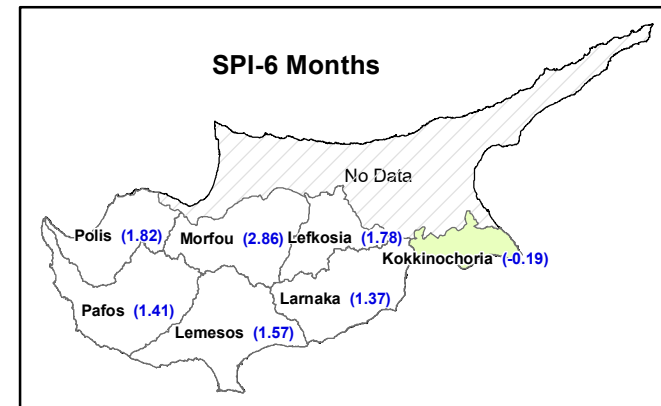 SPI-6 Months
No Data
Polis (1.82)
Morfou (2.86)
Lefkosia (1.78)
Kokkinochoria (-0.19)
Pafos (1.41)
Larnaka (1.37)
Lemesos (1.57)